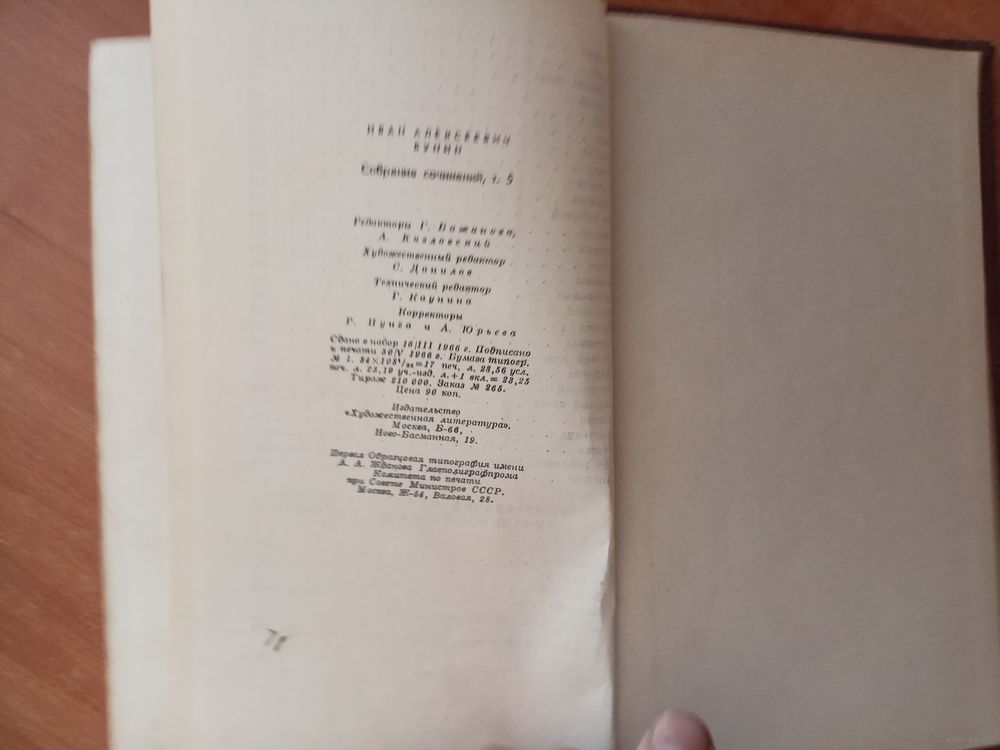 ИВАН АЛЕКСЕЕВИЧ
БУНИН
Собрание сочинений, т. 5
Редакторы Г. Бажанова,
А. Козловский
Художественный редактор
С. Данилов
Технический редактор
Г. Каунина
Корректоры
Г. и А. Юрьева
Сдано в набор 16/III 1966 г. Подписано
к печати 30/V 1966 г. Бумага типогр.
№ 1. 84×108¹/₃₂=17 печ. л. 28,56 усл.
печ. л. 23,19 уч.-изд. л.+1 вкл.= 23,25
Тираж 210 000. Заказ № 265.
Цена 90 коп.
Издательство
«Художественная литература».
Москва, Б-66,
Ново-Басманная, 19.
Первая Образцовая типография имени
А. А. Жданова Главполиграфпрома
Комитета по печати
при Совете Министров СССР.
Москва, Ж-54, Валовая, 28.